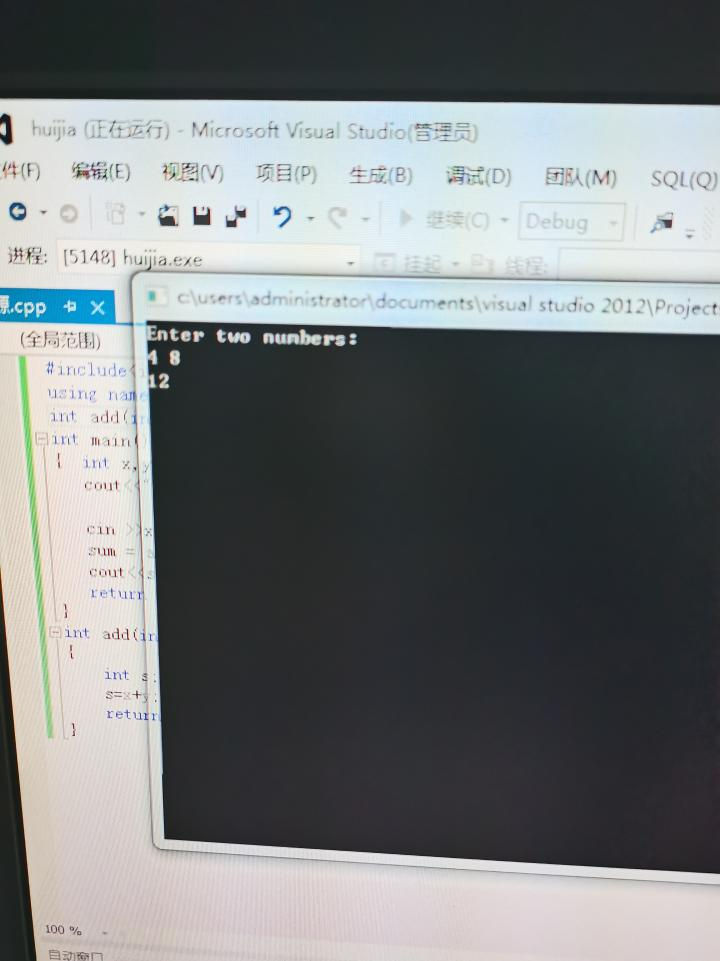 huijia (正在运行) - Microsoft Visual Studio(管理员)
件(F) 编辑(E) 视图(V) 项目(P) 生成(B) 调试(D) 团队(M) SQL(Q)
继续(C) Debug
进程: [5148] huijia.exe 挂起 线程:
源.cpp
c:\users\administrator\documents\visual studio 2012\Project
(全局范围)
Enter two numbers:
4 8
12
#include<i
using name
int add(in
int main()
{ int x,y
cout<<"
cin >>x
sum = a
cout<<s
return
}
int add(in
{
int s;
s=x+y;
return
}
100 %
自动窗口